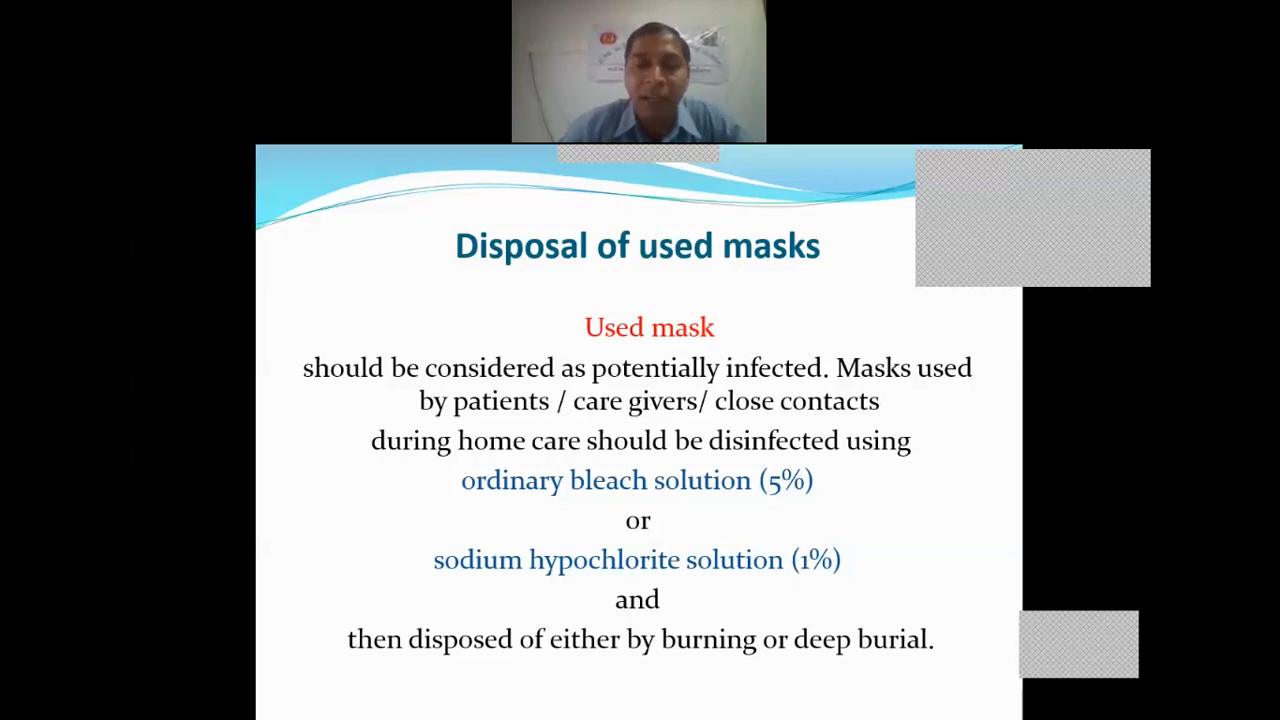 Disposal of used masks
Used mask
should be considered as potentially infected. Masks used
by patients / care givers/ close contacts
during home care should be disinfected using
ordinary bleach solution (5%)
or
sodium hypochlorite solution (1%)
and
then disposed of either by burning or deep burial.